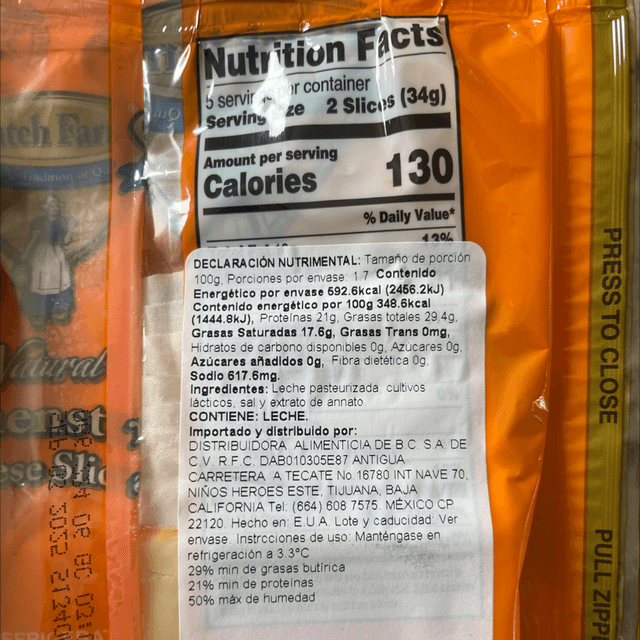 Nutrition Facts
5 servings per container
Serving size 2 Slices (34g)
Amount per serving
Calories 130
% Daily Value*
13%
DECLARACIÓN NUTRIMENTAL: Tamaño de porción
100g, Porciones por envase: 1.7 Contenido
Energético por envase 592.6kcal (2456.2kJ)
Contenido energético por 100g 348.6kcal
(1444.8kJ), Proteínas 21g, Grasas totales 29.4g,
Grasas Saturadas 17.6g, Grasas Trans 0mg,
Hidratos de carbono disponibles 0g, Azúcares 0g,
Azúcares añadidos 0g, Fibra dietética 0g,
Sodio 617.6mg.
Ingredientes: Leche pasteurizada, cultivos
lácticos, sal y extracto de annato
CONTIENE: LECHE.
Importado y distribuido por:
DISTRIBUIDORA ALIMENTICIA DE B.C. S.A. DE
C.V. R.F.C. DAB010305E87 ANTIGUA
CARRETERA A TECATE No.16780 INT NAVE 70,
NIÑOS HEROES ESTE, TIJUANA, BAJA
CALIFORNIA Tel: (664) 608 7575. MÉXICO CP
22120. Hecho en: E.U.A. Lote y caducidad: Ver
envase. Instrcciones de uso: Manténgase en
refrigeración a 3.3°C
29% min de grasas butírica
21% min de proteínas
50% máx de humedad
PRESS TO CLOSE
PULL
Natural